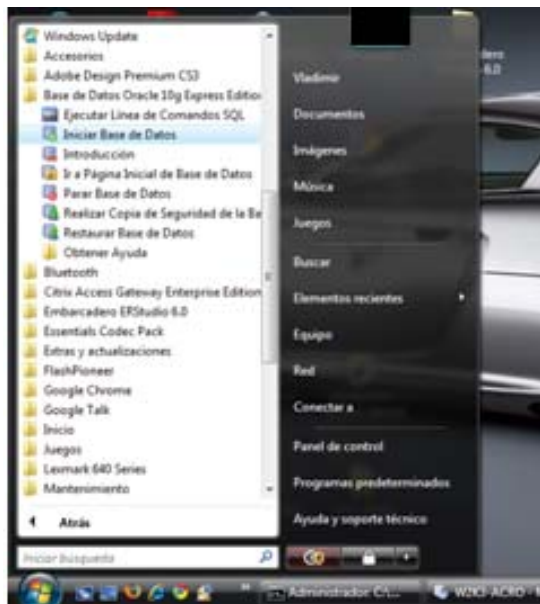 Windows Update
Accesorios
Adobe Design Premium CS3
Base de Datos Oracle 10g Express Edition
Ejecutar Línea de Comandos SQL
Iniciar Base de Datos
Introducción
Ir a Página Inicial de Base de Datos
Parar Base de Datos
Realizar Copia de Seguridad de la Ba
Restaurar Base de Datos
Obtener Ayuda
Bluetooth
Citrix Access Gateway Enterprise Edition
Embarcadero ERStudio 6.0
Essentials Codec Pack
Extras y actualizaciones
FlashPioneer
Google Chrome
Google Talk
Inicio
Juegos
Lexmark 640 Series
Mantenimiento
Atrás
Iniciar búsqueda
Vladimir
Documentos
Imágenes
Música
Juegos
Buscar
Elementos recientes
Equipo
Red
Conectar a
Panel de control
Programas predeterminados
Ayuda y soporte técnico
dero
6.0
Administrador: C:\...